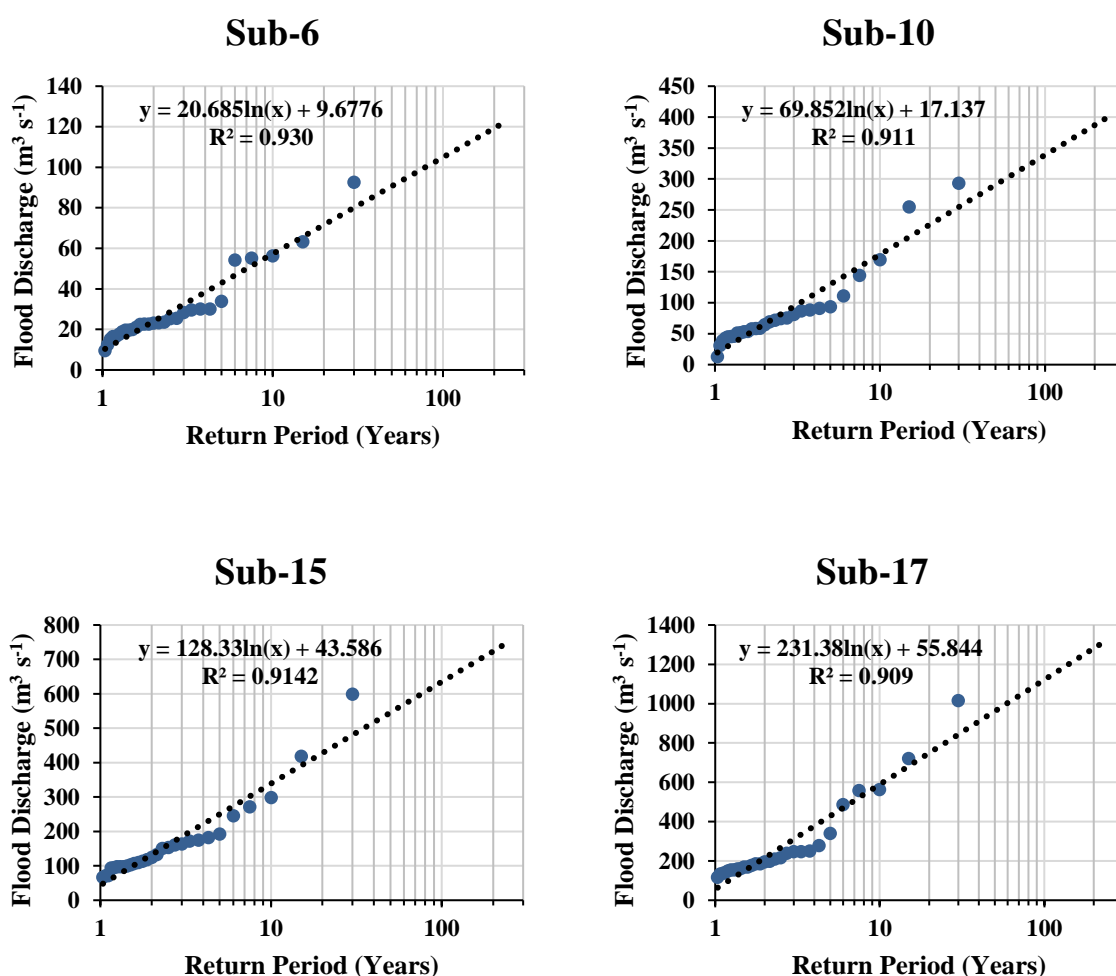 Sub-6
Flood Discharge (m³ s⁻¹)
140
120
100
80
60
40
20
0
y = 20.685ln(x) + 9.6776
R² = 0.930
1
10
100
Return Period (Years)
Sub-10
Flood Discharge (m³ s⁻¹)
450
400
350
300
250
200
150
100
50
0
y = 69.852ln(x) + 17.137
R² = 0.911
1
10
100
Return Period (Years)
Sub-15
Flood Discharge (m³ s⁻¹)
800
700
600
500
400
300
200
100
0
y = 128.33ln(x) + 43.586
R² = 0.9142
1
10
100
Return Period (Years)
Sub-17
Flood Discharge (m³ s⁻¹)
1400
1200
1000
800
600
400
200
0
y = 231.38ln(x) + 55.844
R² = 0.909
1
10
100
Return Period (Years)